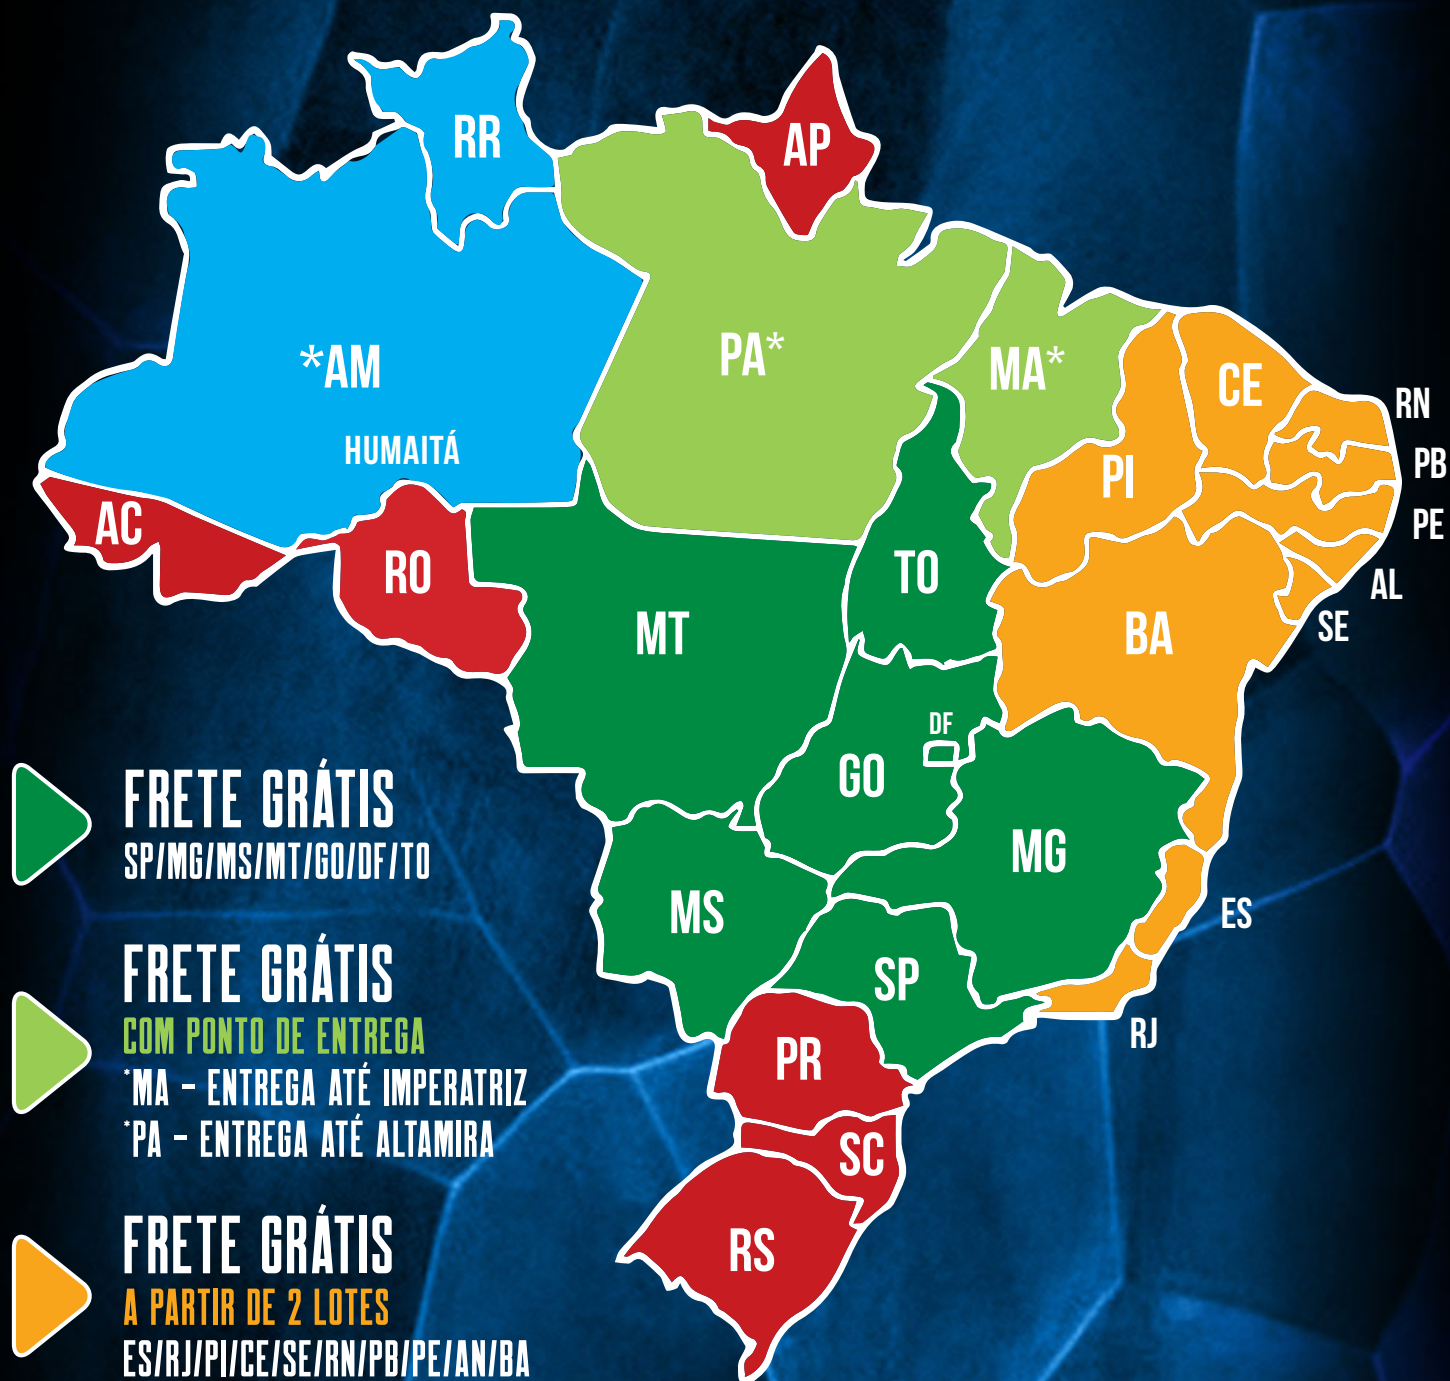 RR
AP
*AM
PA*
MA*
CE
RN
HUMAITÁ
PI
PB
AC
PE
RO
TO
AL
MT
BA
SE
DF
GO
MG
MS
ES
SP
RJ
PR
SC
RS
FRETE GRÁTIS
SP/MG/MS/MT/GO/DF/TO
FRETE GRÁTIS
COM PONTO DE ENTREGA
*MA - ENTREGA ATÉ IMPERATRIZ
*PA - ENTREGA ATÉ ALTAMIRA
FRETE GRÁTIS
A PARTIR DE 2 LOTES
ES/RJ/PI/CE/SE/RN/PB/PE/AN/BA